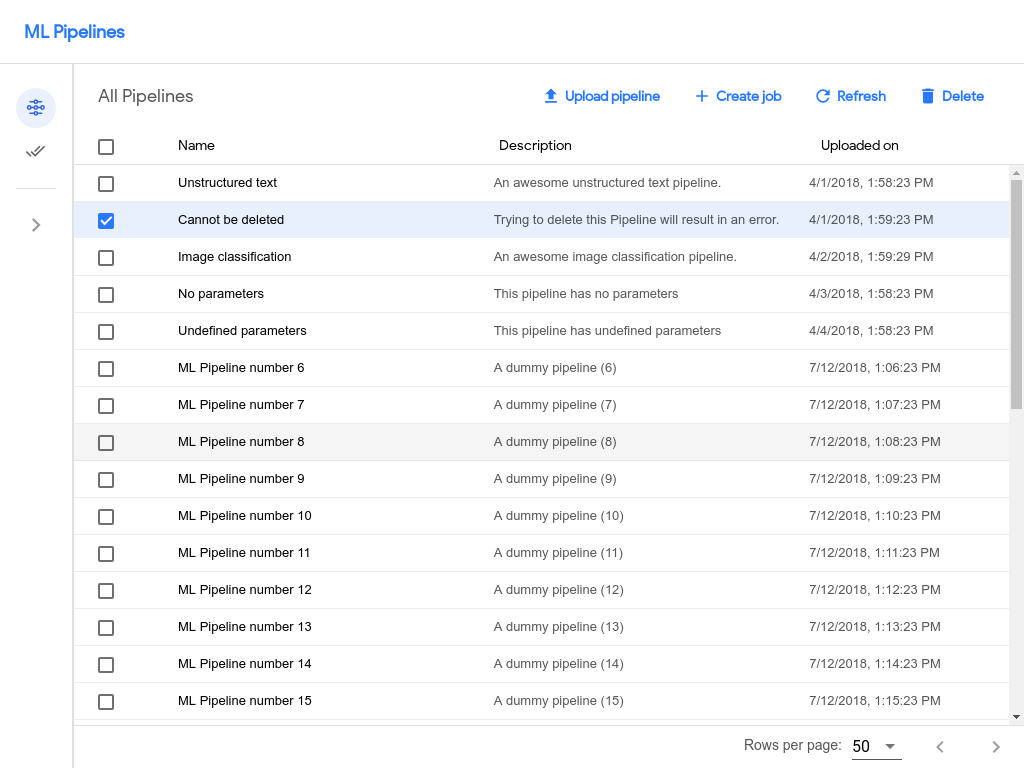 ML Pipelines
All Pipelines Upload pipeline Create job Refresh Delete
Name Description Uploaded on
Unstructured text An awesome unstructured text pipeline. 4/1/2018, 1:58:23 PM
Cannot be deleted Trying to delete this Pipeline will result in an error. 4/1/2018, 1:59:23 PM
Image classification An awesome image classification pipeline. 4/2/2018, 1:59:29 PM
No parameters This pipeline has no parameters 4/3/2018, 1:58:23 PM
Undefined parameters This pipeline has undefined parameters 4/4/2018, 1:58:23 PM
ML Pipeline number 6 A dummy pipeline (6) 7/12/2018, 1:06:23 PM
ML Pipeline number 7 A dummy pipeline (7) 7/12/2018, 1:07:23 PM
ML Pipeline number 8 A dummy pipeline (8) 7/12/2018, 1:08:23 PM
ML Pipeline number 9 A dummy pipeline (9) 7/12/2018, 1:09:23 PM
ML Pipeline number 10 A dummy pipeline (10) 7/12/2018, 1:10:23 PM
ML Pipeline number 11 A dummy pipeline (11) 7/12/2018, 1:11:23 PM
ML Pipeline number 12 A dummy pipeline (12) 7/12/2018, 1:12:23 PM
ML Pipeline number 13 A dummy pipeline (13) 7/12/2018, 1:13:23 PM
ML Pipeline number 14 A dummy pipeline (14) 7/12/2018, 1:14:23 PM
ML Pipeline number 15 A dummy pipeline (15) 7/12/2018, 1:15:23 PM
Rows per page: 50